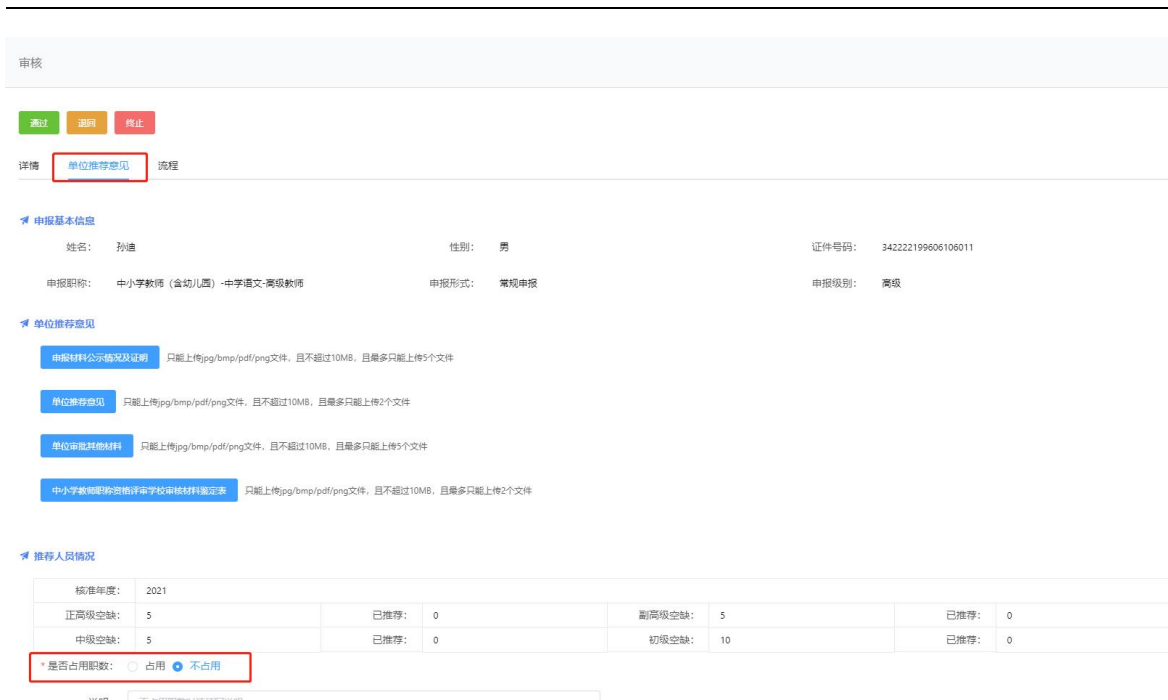 审核
通过 退回 终止
详情 单位推荐意见 流程
申报基本信息
姓名： 孙迪 性别： 男 证件号码： 342222199606106011
申报职称： 中小学教师（含幼儿园）-中学语文-高级教师 申报形式： 常规申报 申报级别： 高级
单位推荐意见
申报材料公示情况及证明 只能上传jpg/bmp/pdf/png文件，且不超过10MB，且最多只能上传5个文件
单位推荐意见 只能上传jpg/bmp/pdf/png文件，且不超过10MB，且最多只能上传2个文件
单位审批其他材料 只能上传jpg/bmp/pdf/png文件，且不超过10MB，且最多只能上传5个文件
中小学教师职称资格评审学校审核材料鉴定表 只能上传jpg/bmp/pdf/png文件，且不超过10MB，且最多只能上传2个文件
推荐人员情况
核准年度： 2021
正高级空缺： 5 已推荐： 0 副高级空缺： 5 已推荐： 0
中级空缺： 5 已推荐： 0 初级空缺： 10 已推荐： 0
*是否占用职数： 占用 不占用